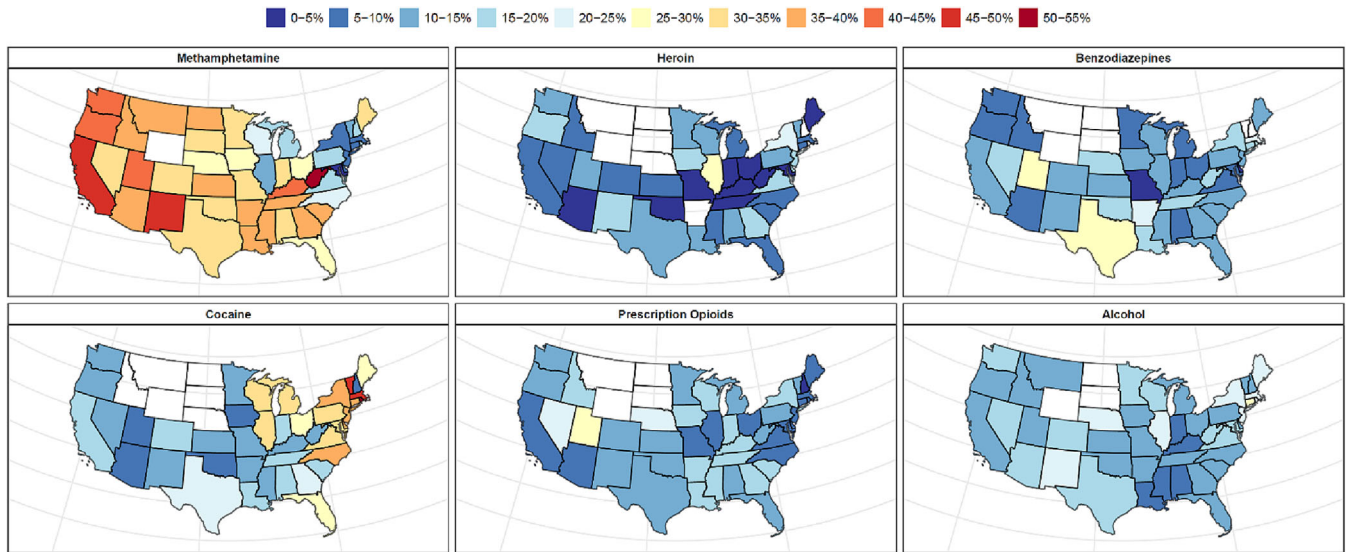 0−5% 5−10% 10−15% 15−20% 20−25% 25−30% 30−35% 35−40% 40−45% 45−50% 50−55%
Methamphetamine Heroin Benzodiazepines
Cocaine Prescription Opioids Alcohol